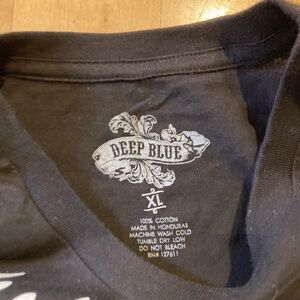 DEEP BLUE
XL
100% COTTON
MADE IN HONDURAS
MACHINE WASH COLD
TUMBLE DRY LOW
DO NOT BLEACH
RN# 127611